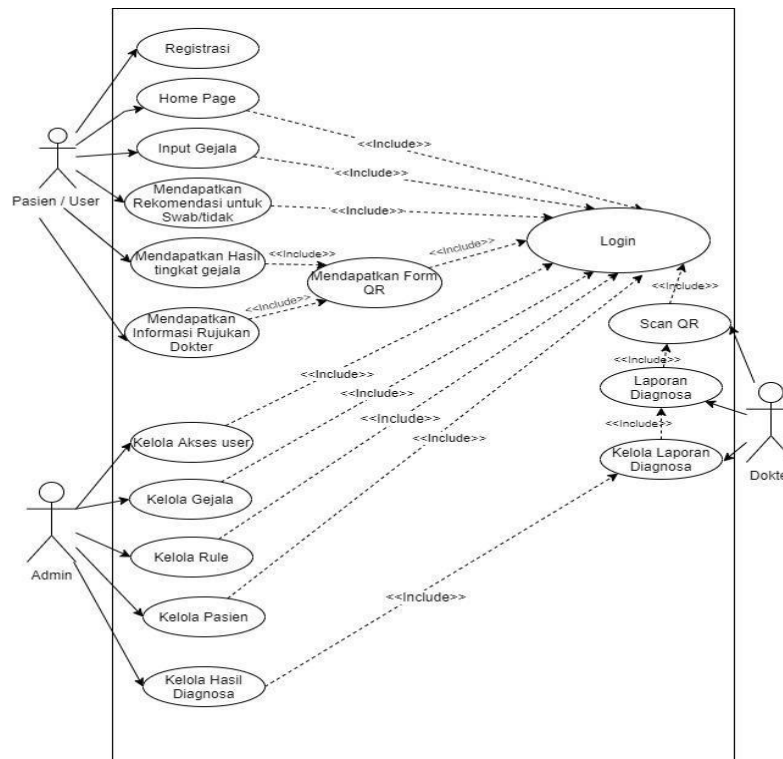 Registrasi
Home Page
<<Include>>
Input Gejala
<<Include>>
Pasien / User
Mendapatkan
Rekomendasi untuk
Swab/tidak
<<Include>>
Login
Mendapatkan Hasil
tingkat gejala
<<Include>>
<<Include>>
Mendapatkan Form
QR
<<Include>>
Mendapatkan
Informasi Rujukan
Dokter
Scan QR
<<Include>>
<<Include>>
<<Include>>
Laporan
Diagnosa
<<Include>>
<<Include>>
<<Include>>
<<Include>>
Kelola Akses user
Kelola Laporan
Diagnosa
Dokte
Kelola Gejala
Kelola Rule
Admin
<<Include>>
Kelola Pasien
Kelola Hasil
Diagnosa